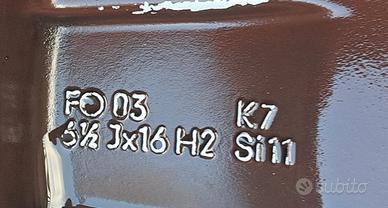 FO 03 K7
6½ Jx16 H2 Si11
subito